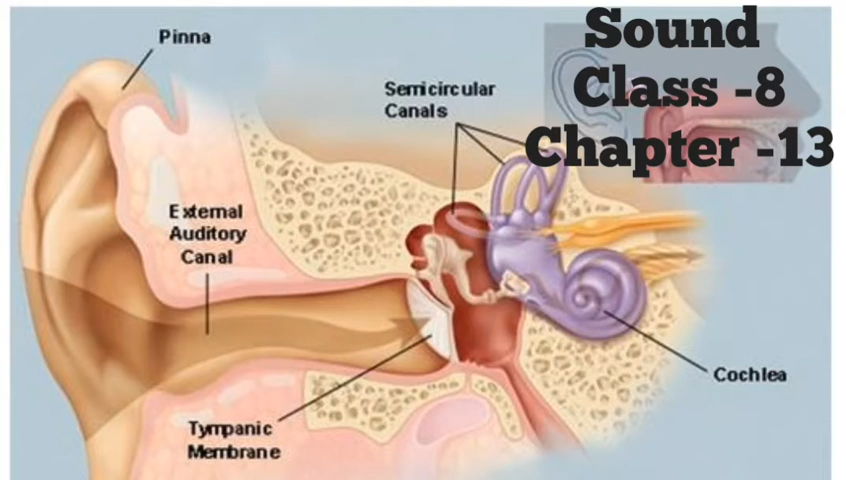 Pinna
Sound
Class -8
Chapter -13
Semicircular
Canals
External
Auditory
Canal
Cochlea
Tympanic
Membrane